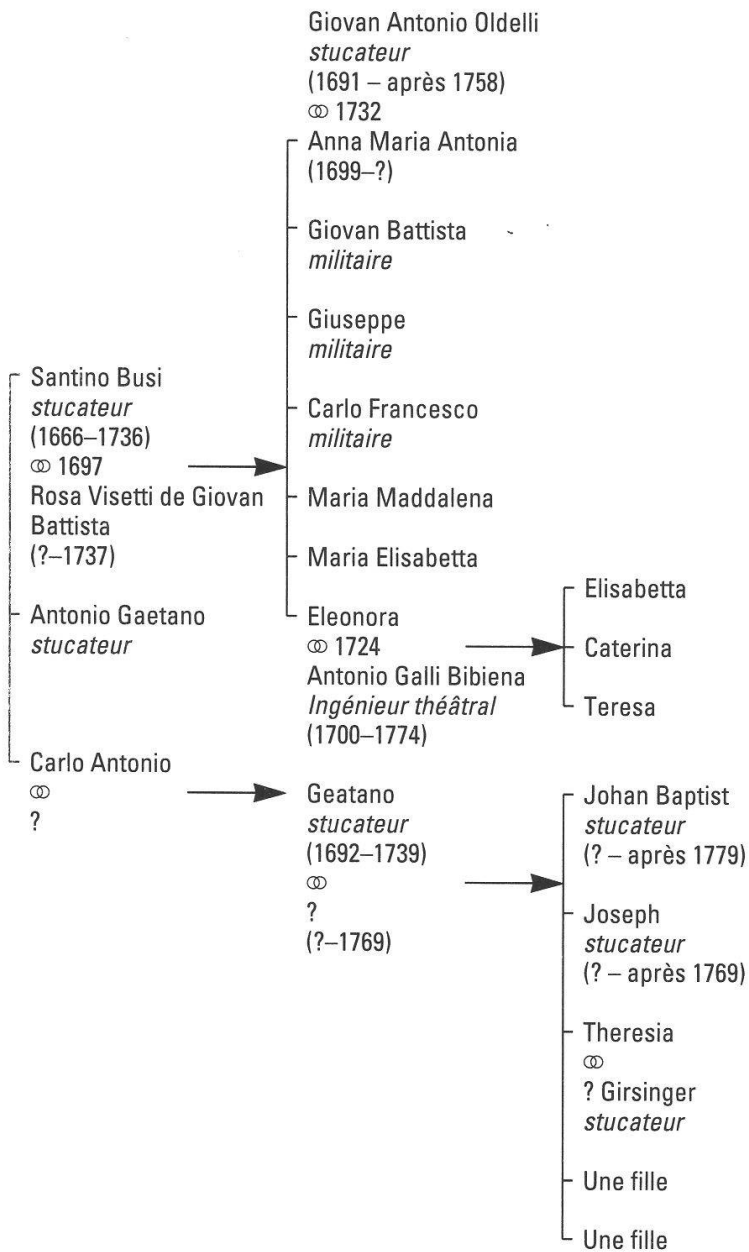 Giovan Antonio Oldelli
stucateur
(1691 – après 1758)
⚭ 1732
Anna Maria Antonia
(1699–?)
Giovan Battista
militaire
Giuseppe
militaire
Carlo Francesco
militaire
Maria Maddalena
Maria Elisabetta
Eleonora
⚭ 1724
Antonio Galli Bibiena
Ingénieur théâtral
(1700–1774)
Santino Busi
stucateur
(1666–1736)
⚭ 1697
Rosa Visetti de Giovan
Battista
(?–1737)
Antonio Gaetano
stucateur
Carlo Antonio
⚭
?
Elisabetta
Caterina
Teresa
Geatano
stucateur
(1692–1739)
⚭
?
(?–1769)
Johan Baptist
stucateur
(? – après 1779)
Joseph
stucateur
(? – après 1769)
Theresia
⚭
? Girsinger
stucateur
Une fille
Une fille